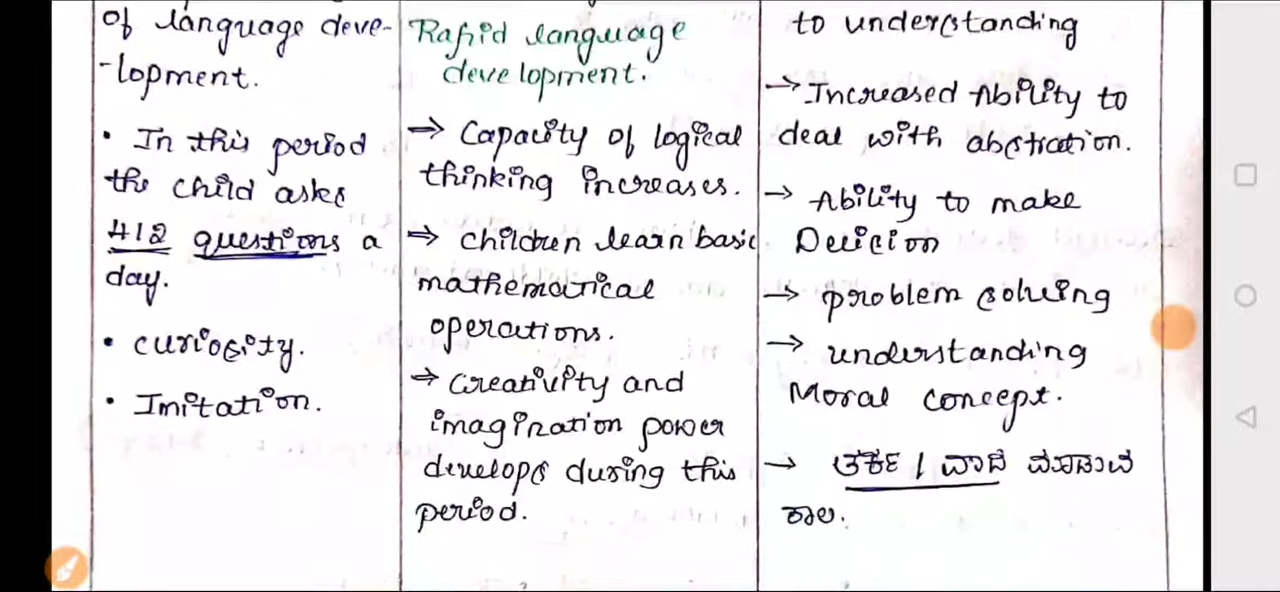 of language deve-
-lopment.
• In this period
the child asks
412 questions a
day.
• curiosity.
• Imitation.
Rapid language
development.
→ Capacity of logical
thinking increases.
→ children learn basic
mathematical
operations.
→ Creativity and
imagination power
develops during this
period.
to understanding
→ Increased Ability to
deal with abstration.
→ Ability to make
Decision
→ problem solving
→ understanding
Moral concept.
→ ತರ್ಕ / ವಾದ ಮಾಡುವ
ಕಾಲ.